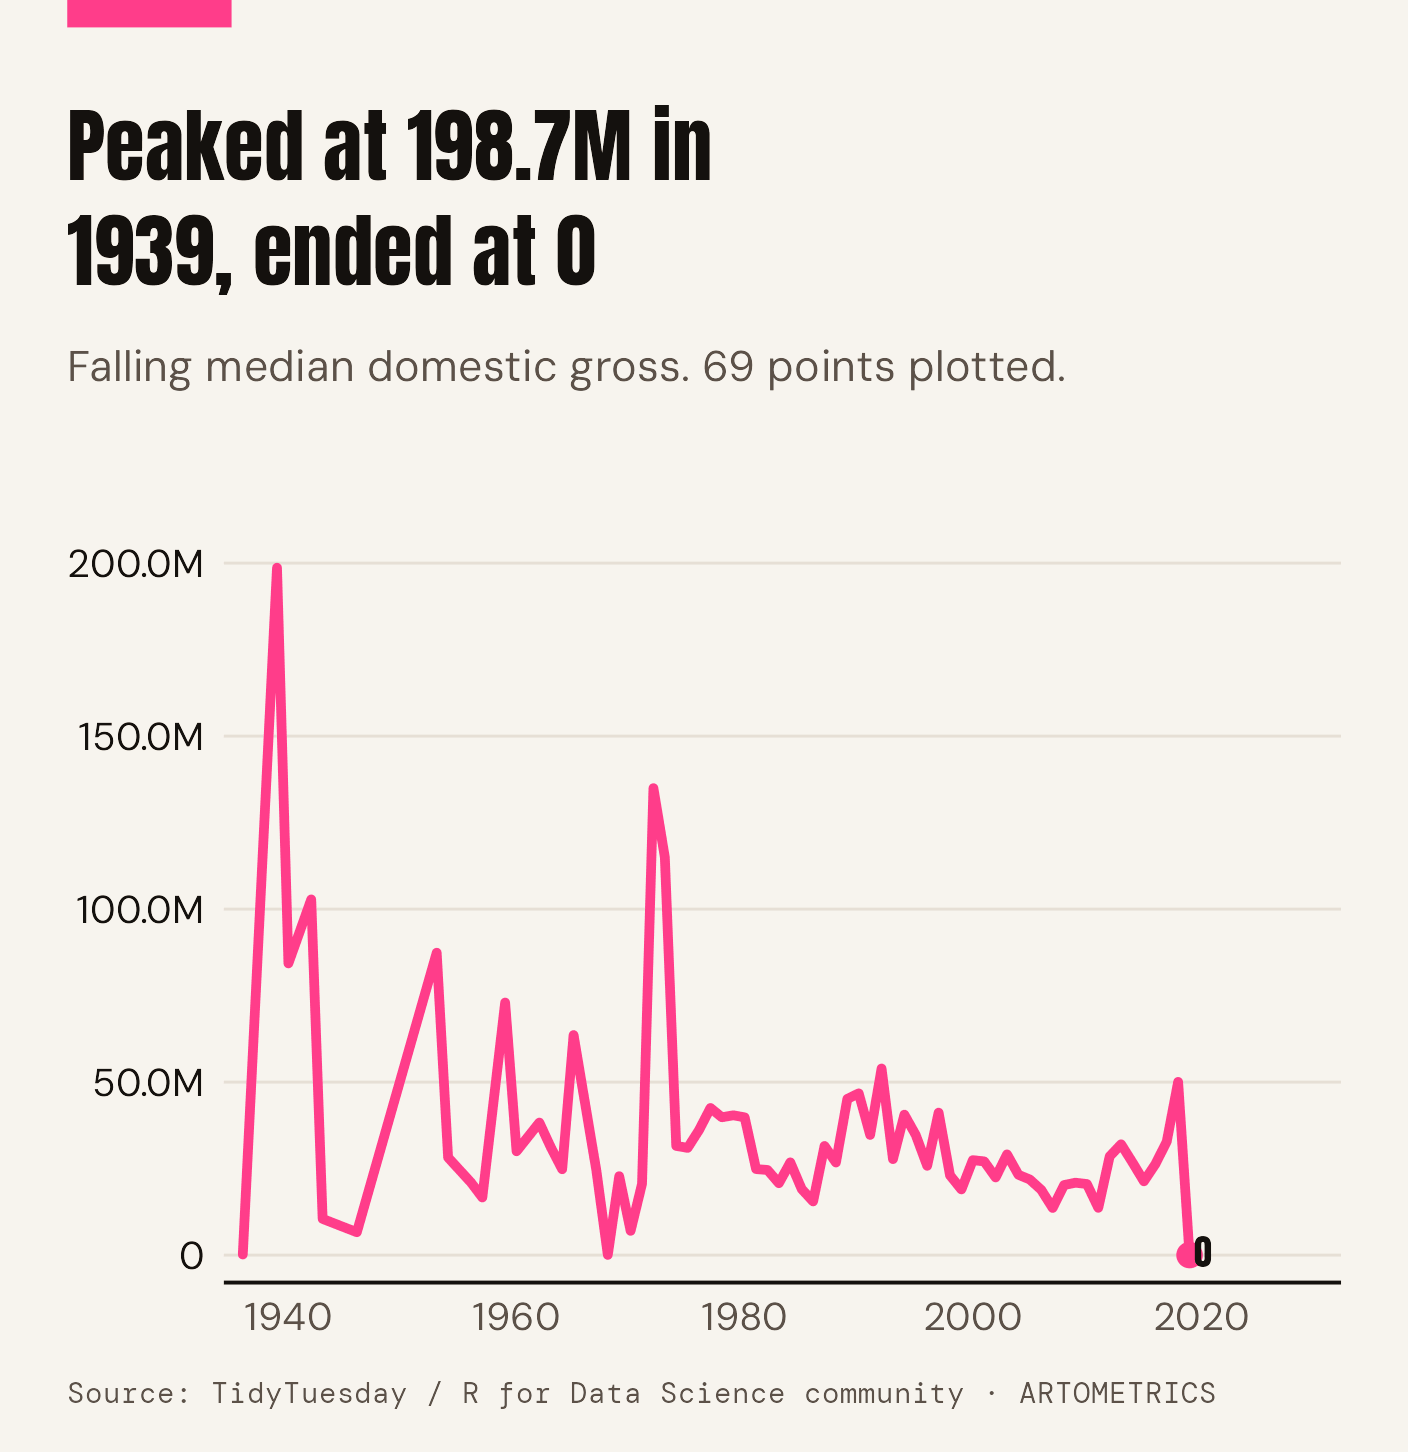 Peaked at 198.7M in
1939, ended at 0
Falling median domestic gross. 69 points plotted.
200.0M
150.0M
100.0M
50.0M
0
0
1940 1960 1980 2000 2020
Source: TidyTuesday / R for Data Science community · ARTOMETRICS